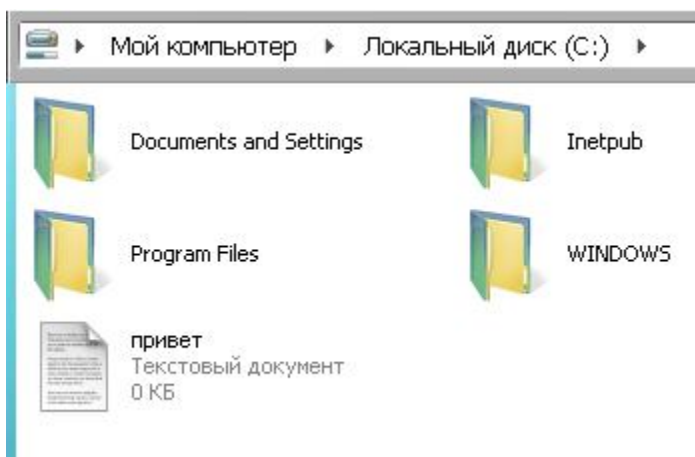 Мой компьютер Локальный диск (C:)
Documents and Settings
Inetpub
Program Files
WINDOWS
привет
Текстовый документ
0 КБ